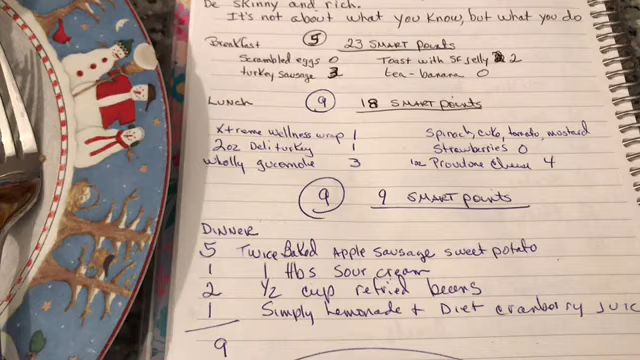 Be skinny and rich.
It's not about what you know, but what you do
Breakfast 5 23 SMART POINTS
Scrambled eggs 0 Toast with SF Jelly 2
turkey sausage 3 tea - banana 0
LUNCH 9 18 SMART POINTS
xtreme wellness wrap 1 Spinach, cuke, tomato, mustard
2oz Deli turkey 1 Strawberries 0
wholly gucomole 3 1oz Provolone Cheese 4
9 9 SMART POINTS
DINNER
5 Twice Baked Apple Sausage sweet potato
1 1 tbs Sour cream
2 1/2 cup refried beans
1 Simply Lemonade + Diet cranberry Juic
9